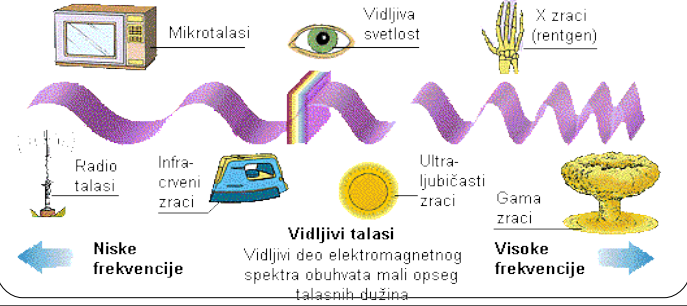 Mikrotalasi
Vidljiva
svetlost
X zraci
(rentgen)
Radio
talasi
Infra-
crveni
zraci
Ultra-
ljubičasti
zraci
Gama
zraci
Niske
frekvencije
Vidljivi talasi
Vidljivi deo elektromagnetnog
spektra obuhvata mali opseg
talasnih dužina
Visoke
frekvencije